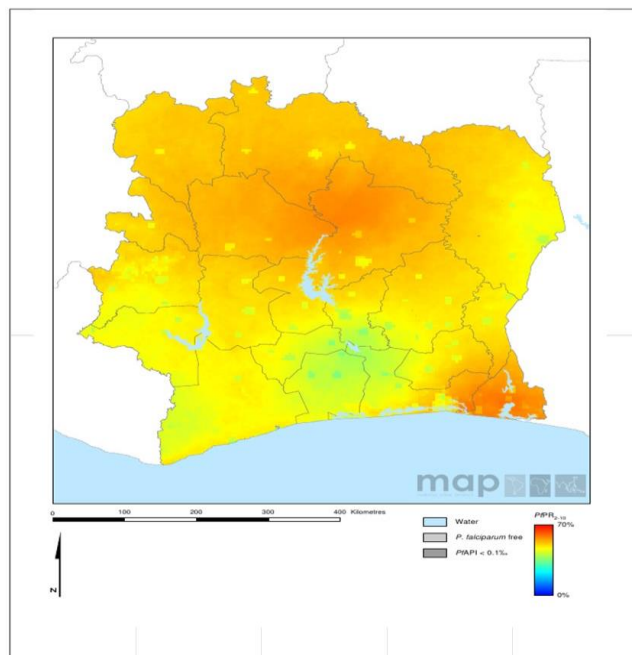 map
0 100 200 300 400 Kilometres
Water
P. falciparum free
PfAPI < 0.1‰
PfPR2-10
70%
0%
N